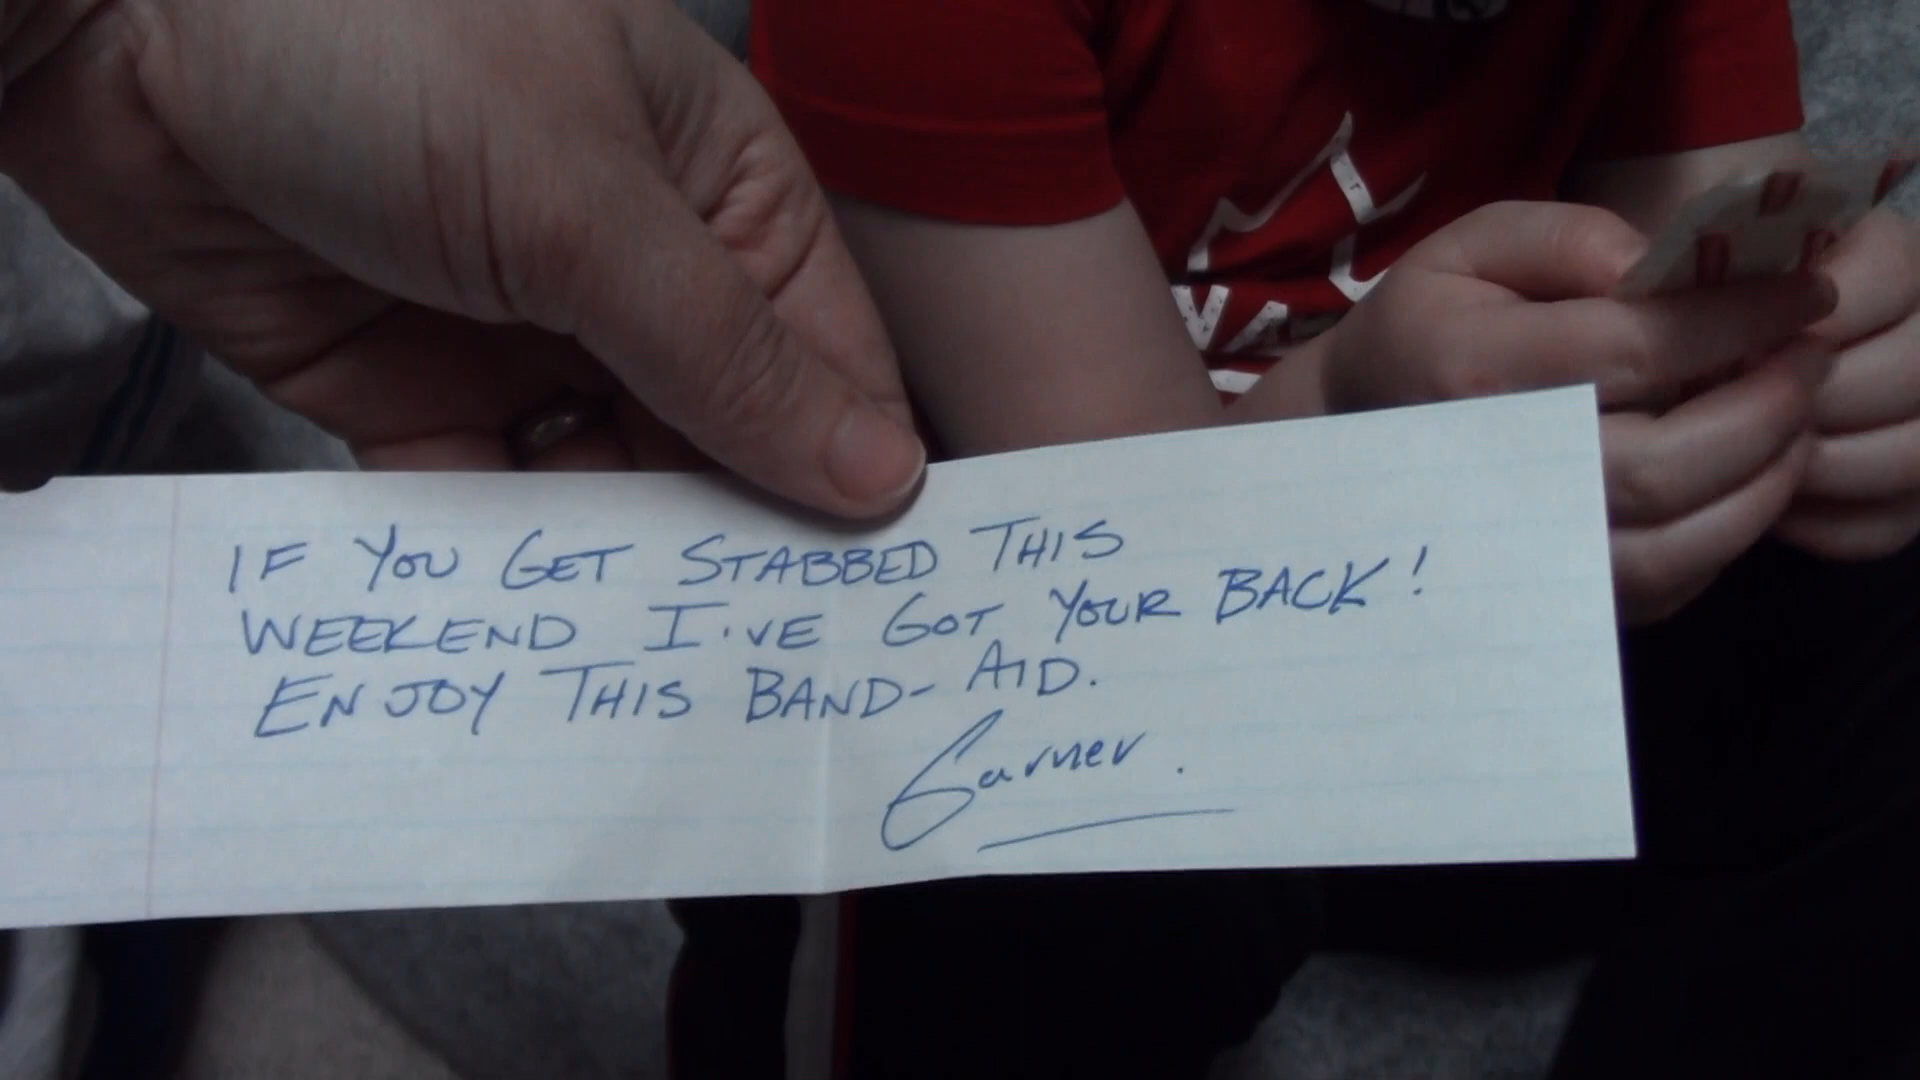 IF YOU GET STABBED THIS
WEEKEND I'VE GOT YOUR BACK!
ENJOY THIS BAND-AID.
Garner.